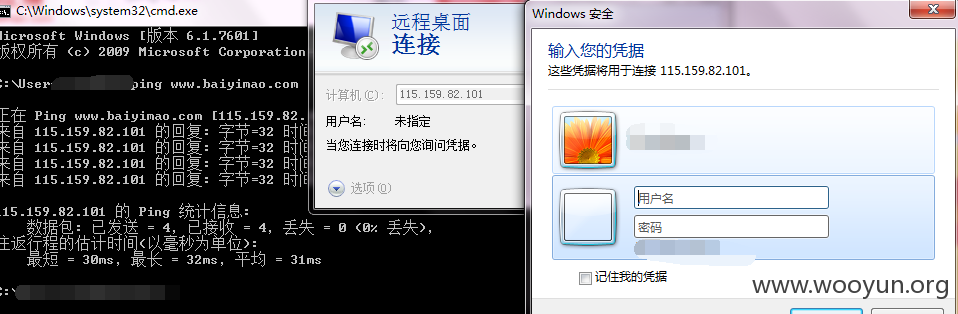 C:\Windows\system32\cmd.exe
Microsoft Windows [版本 6.1.7601]
版权所有 (c) 2009 Microsoft Corporation
C:\User ping www.baiyimao.com
正在 Ping www.baiyimao.com [115.159.82.
来自 115.159.82.101 的回复: 字节=32 时间
来自 115.159.82.101 的回复: 字节=32 时间
来自 115.159.82.101 的回复: 字节=32 时间
来自 115.159.82.101 的回复: 字节=32 时间
115.159.82.101 的 Ping 统计信息:
数据包: 已发送 = 4，已接收 = 4，丢失 = 0 (0% 丢失)，
往返行程的估计时间(以毫秒为单位):
最短 = 30ms，最长 = 32ms，平均 = 31ms
C:\
远程桌面
连接
计算机(C): 115.159.82.101
用户名: 未指定
当您连接时将向您询问凭据。
选项(O)
Windows 安全
输入您的凭据
这些凭据将用于连接 115.159.82.101。
用户名
密码
记住我的凭据
www.wooyun.org